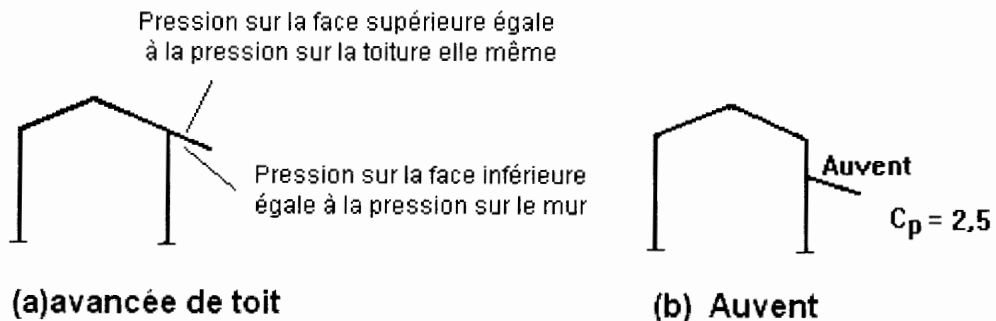 Pression sur la face supérieure égale
à la pression sur la toiture elle même
Pression sur la face inférieure
égale à la pression sur le mur
(a)avancée de toit
Auvent
Cp = 2,5
(b) Auvent